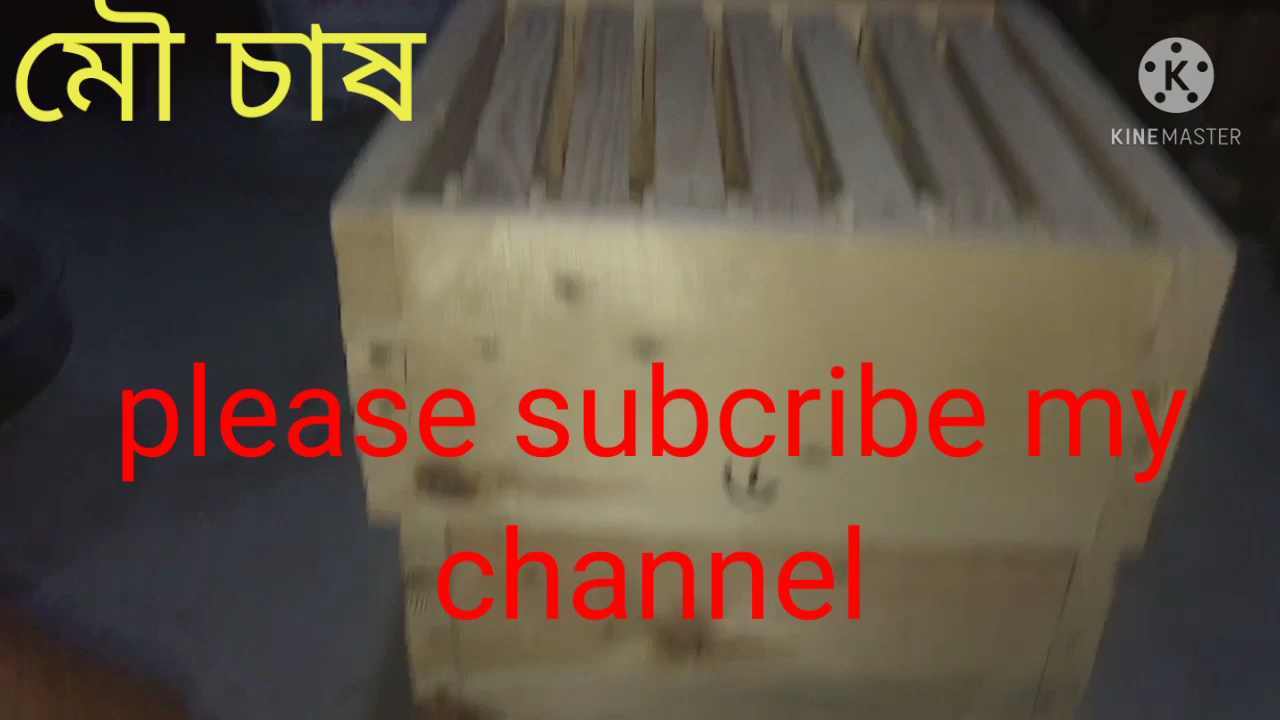 মৌ চাষ
K
KINEMASTER
please subcribe my
channel